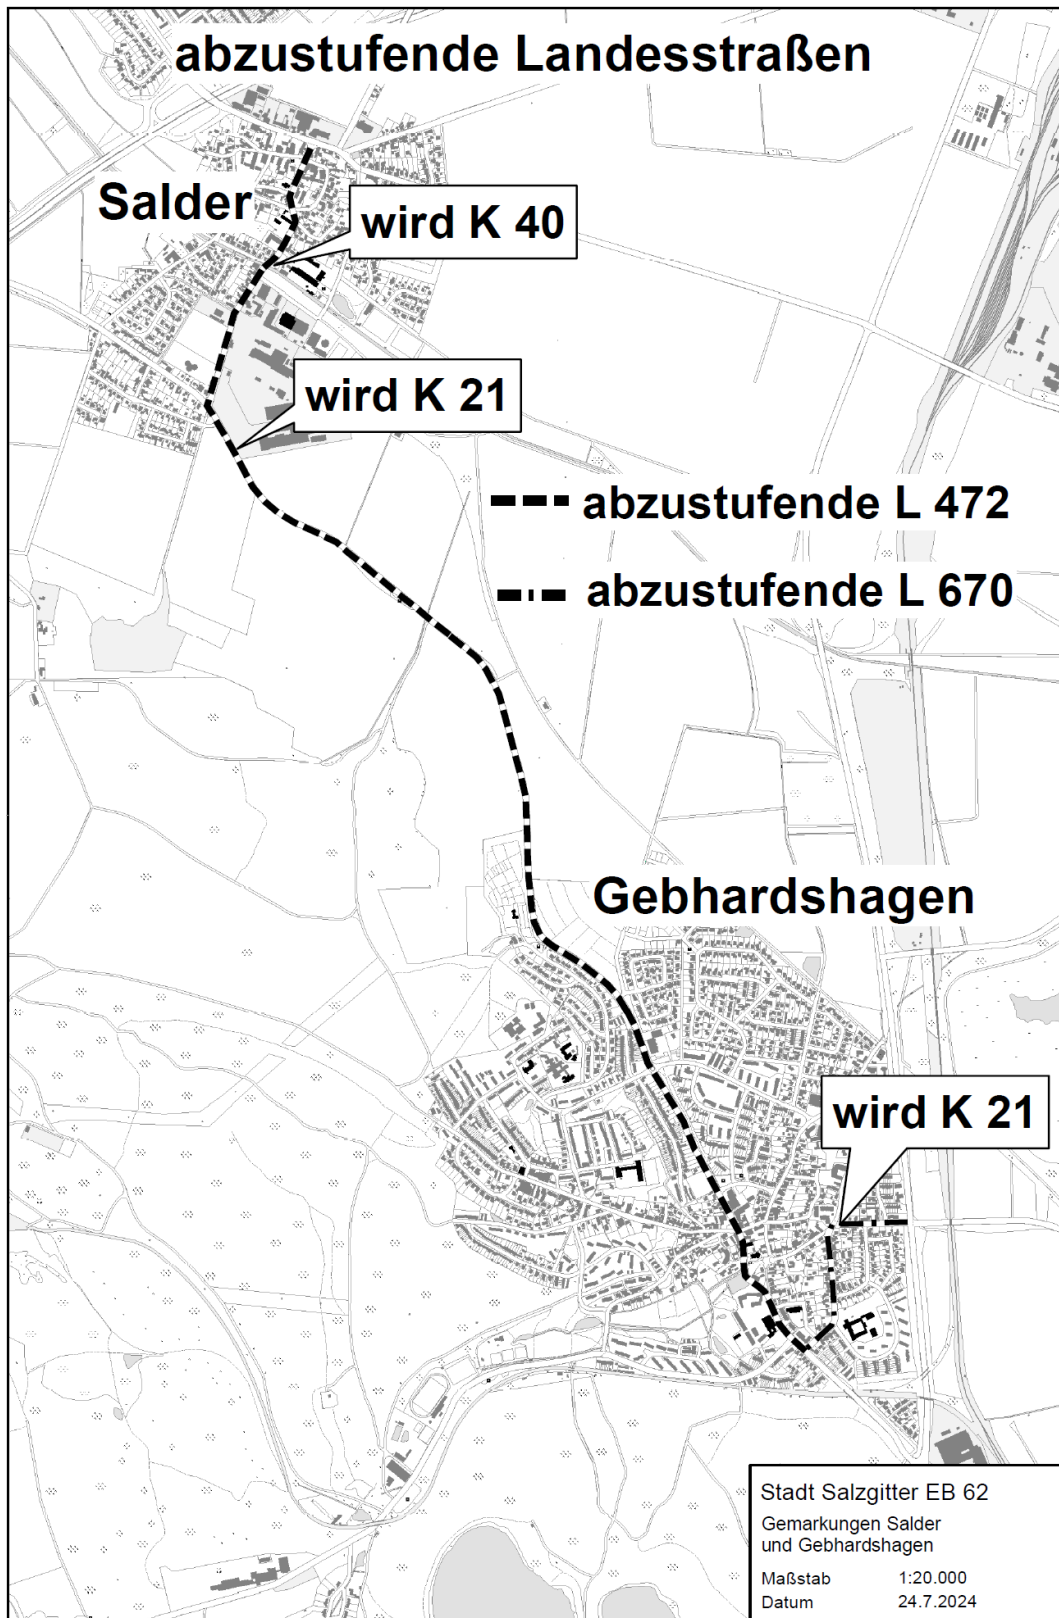 abzustufende Landesstraßen
Salder
wird K 40
wird K 21
abzustufende L 472
abzustufende L 670
Gebhardshagen
wird K 21
Stadt Salzgitter EB 62
Gemarkungen Salder
und Gebhardshagen
Maßstab 1:20.000
Datum 24.7.2024